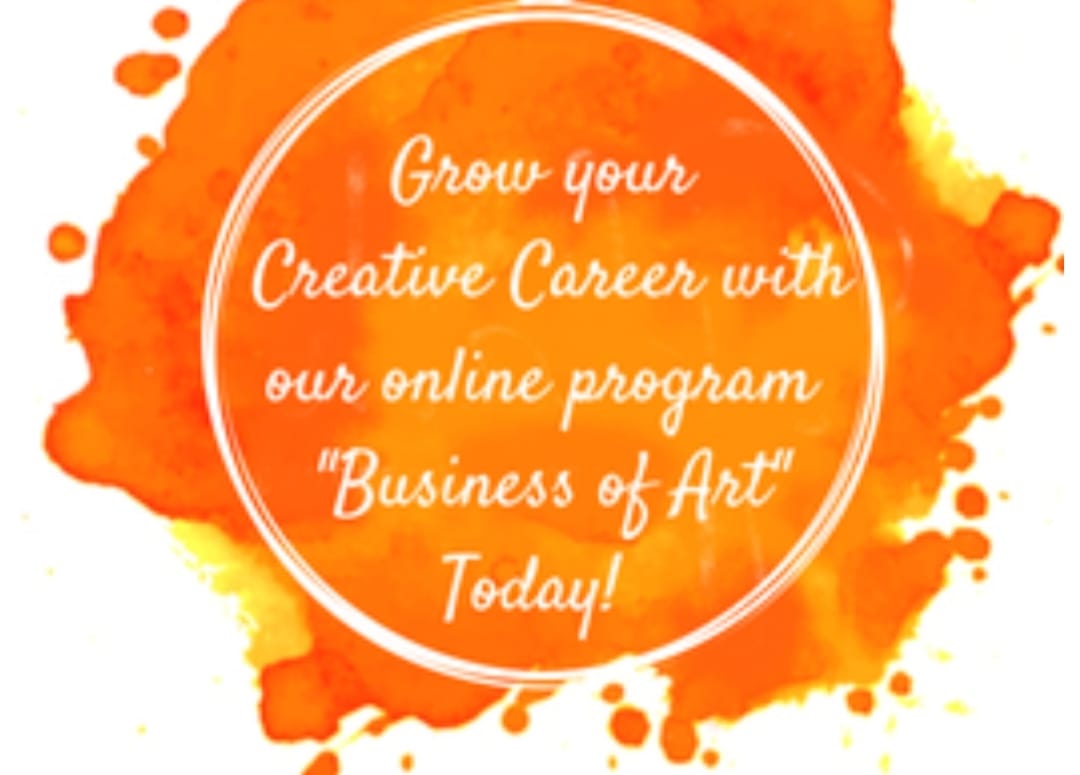 Grow your
Creative Career with
our online program
"Business of Art"
Today!